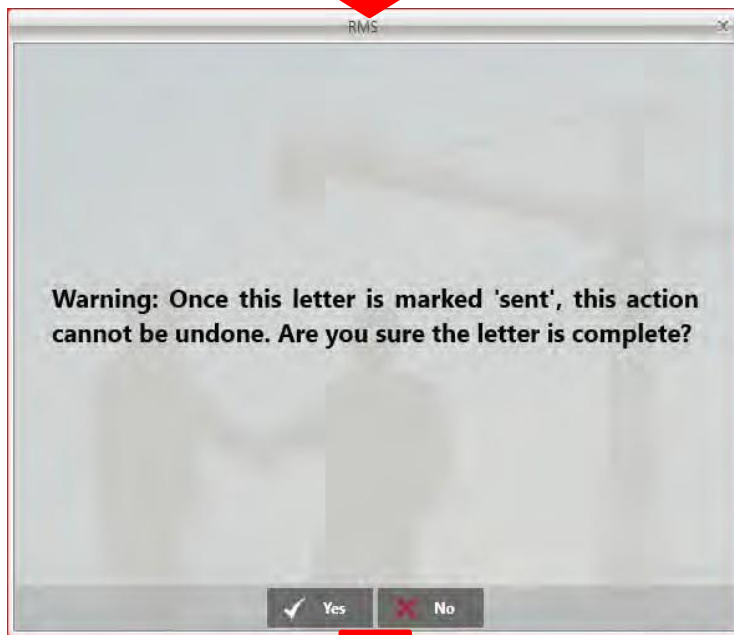 RMS
Warning: Once this letter is marked 'sent', this action
cannot be undone. Are you sure the letter is complete?
Yes No